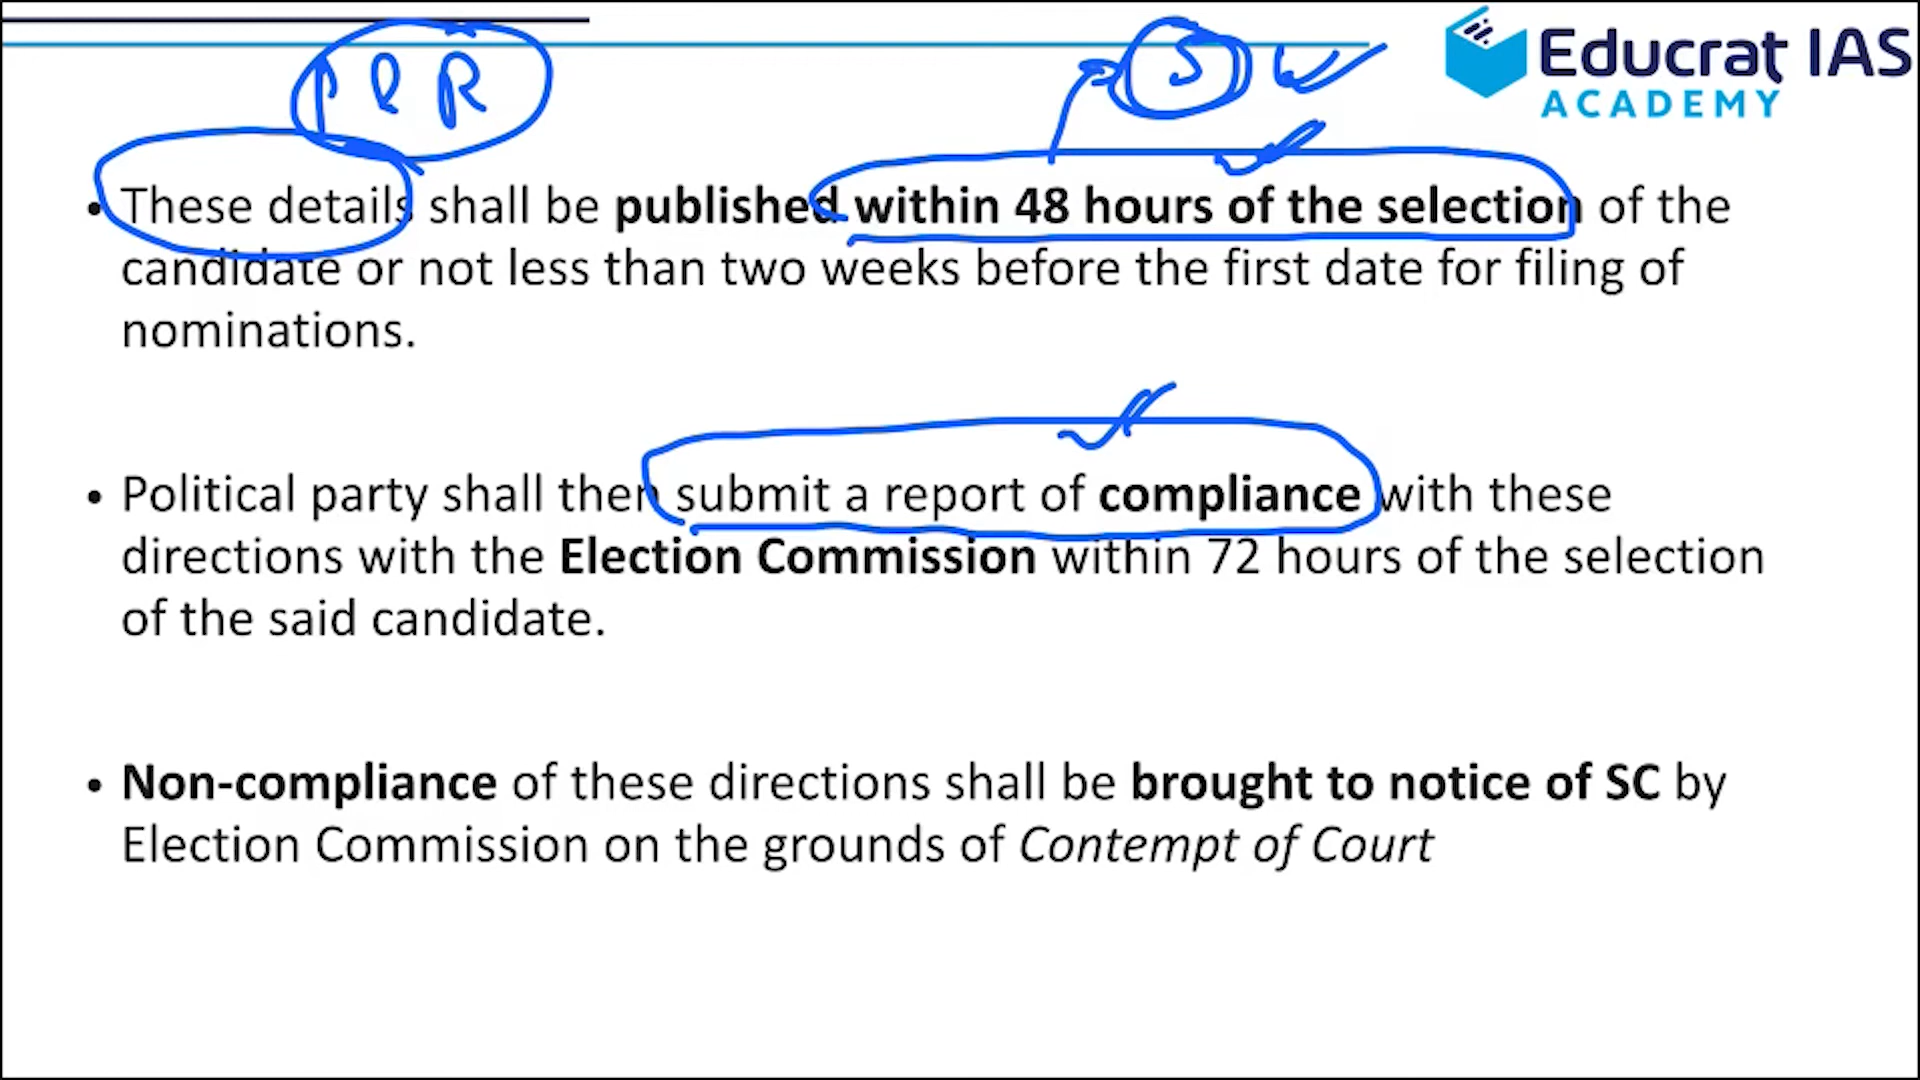 Educrat IAS
ACADEMY
• These details shall be published within 48 hours of the selection of the
candidate or not less than two weeks before the first date for filing of
nominations.
• Political party shall then submit a report of compliance with these
directions with the Election Commission within 72 hours of the selection
of the said candidate.
• Non-compliance of these directions shall be brought to notice of SC by
Election Commission on the grounds of Contempt of Court